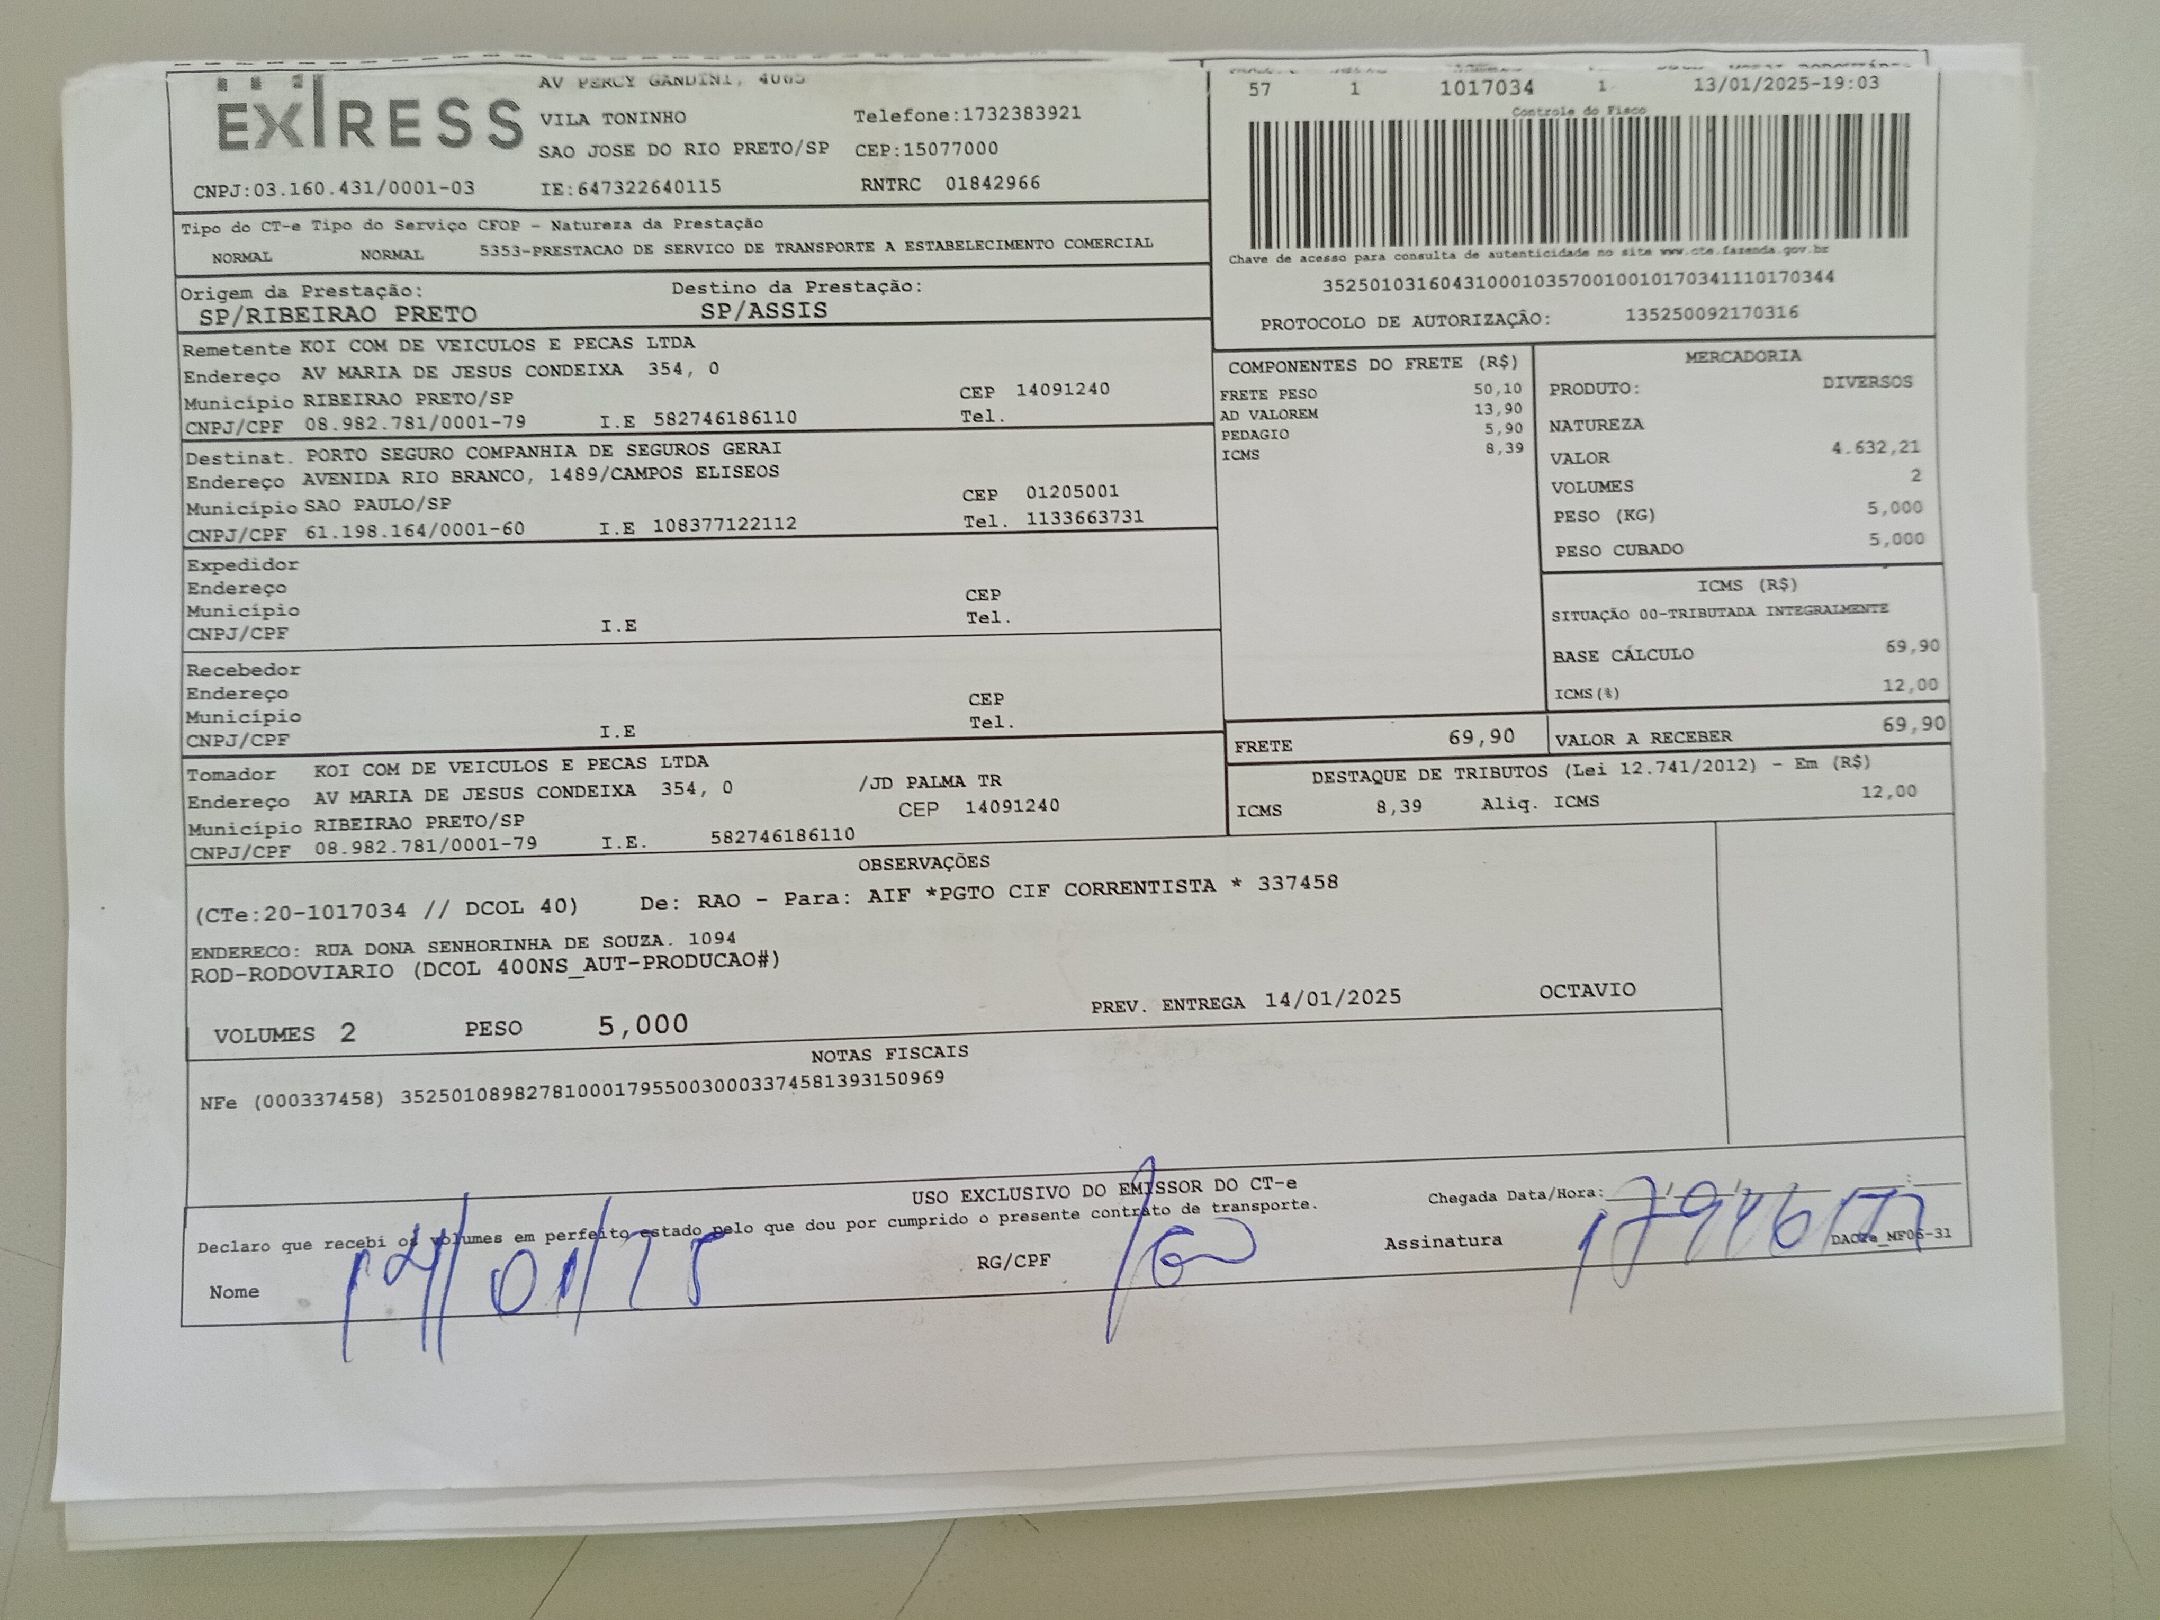 EXPRESS
AV PERCY GANDINI, 4005
VILA TONINHO Telefone:1732383921
SAO JOSE DO RIO PRETO/SP CEP:15077000
CNPJ:03.160.431/0001-03 IE:647322640115 RNTRC 01842966
57 1 1017034 1 13/01/2025-19:03
Controle do Fisco
Chave de acesso para consulta de autenticidade no site www.cte.fazenda.gov.br
35250103160431000103570010010170341110170344
PROTOCOLO DE AUTORIZAÇÃO: 135250092170316
Tipo do CT-e Tipo do Serviço CFOP - Natureza da Prestação
NORMAL NORMAL 5353-PRESTACAO DE SERVICO DE TRANSPORTE A ESTABELECIMENTO COMERCIAL
Origem da Prestação: Destino da Prestação:
SP/RIBEIRAO PRETO SP/ASSIS
Remetente KOI COM DE VEICULOS E PECAS LTDA
Endereço AV MARIA DE JESUS CONDEIXA 354, 0
Município RIBEIRAO PRETO/SP CEP 14091240
CNPJ/CPF 08.982.781/0001-79 I.E 582746186110 Tel.
Destinat. PORTO SEGURO COMPANHIA DE SEGUROS GERAI
Endereço AVENIDA RIO BRANCO, 1489/CAMPOS ELISEOS
Município SAO PAULO/SP CEP 01205001
CNPJ/CPF 61.198.164/0001-60 I.E 108377122112 Tel. 1133663731
Expedidor
Endereço
Município CEP
CNPJ/CPF I.E Tel.
Recebedor
Endereço
Município CEP
CNPJ/CPF I.E Tel.
Tomador KOI COM DE VEICULOS E PECAS LTDA
Endereço AV MARIA DE JESUS CONDEIXA 354, 0 /JD PALMA TR
Município RIBEIRAO PRETO/SP CEP 14091240
CNPJ/CPF 08.982.781/0001-79 I.E. 582746186110
COMPONENTES DO FRETE (R$)
FRETE PESO 50,10
AD VALOREM 13,90
PEDAGIO 5,90
ICMS 8,39
MERCADORIA
PRODUTO: DIVERSOS
NATUREZA
VALOR 4.632,21
VOLUMES 2
PESO (KG) 5,000
PESO CUBADO 5,000
ICMS (R$)
SITUAÇÃO 00-TRIBUTADA INTEGRALMENTE
BASE CÁLCULO 69,90
ICMS(%) 12,00
FRETE 69,90 VALOR A RECEBER 69,90
DESTAQUE DE TRIBUTOS (Lei 12.741/2012) - Em (R$)
ICMS 8,39 Aliq. ICMS 12,00
OBSERVAÇÕES
(CTe:20-1017034 // DCOL 40) De: RAO - Para: AIF *PGTO CIF CORRENTISTA * 337458
ENDERECO: RUA DONA SENHORINHA DE SOUZA. 1094
ROD-RODOVIARIO (DCOL 400NS_AUT-PRODUCAO#)
VOLUMES 2 PESO 5,000 PREV. ENTREGA 14/01/2025 OCTAVIO
NOTAS FISCAIS
NFe (000337458) 35250108982781000179550030003374581393150969
USO EXCLUSIVO DO EMISSOR DO CT-e
Declaro que recebi os volumes em perfeito estado pelo que dou por cumprido o presente contrato de transporte. Chegada Data/Hora:
Nome RG/CPF Assinatura DACTe_MF06-31
14/01/25